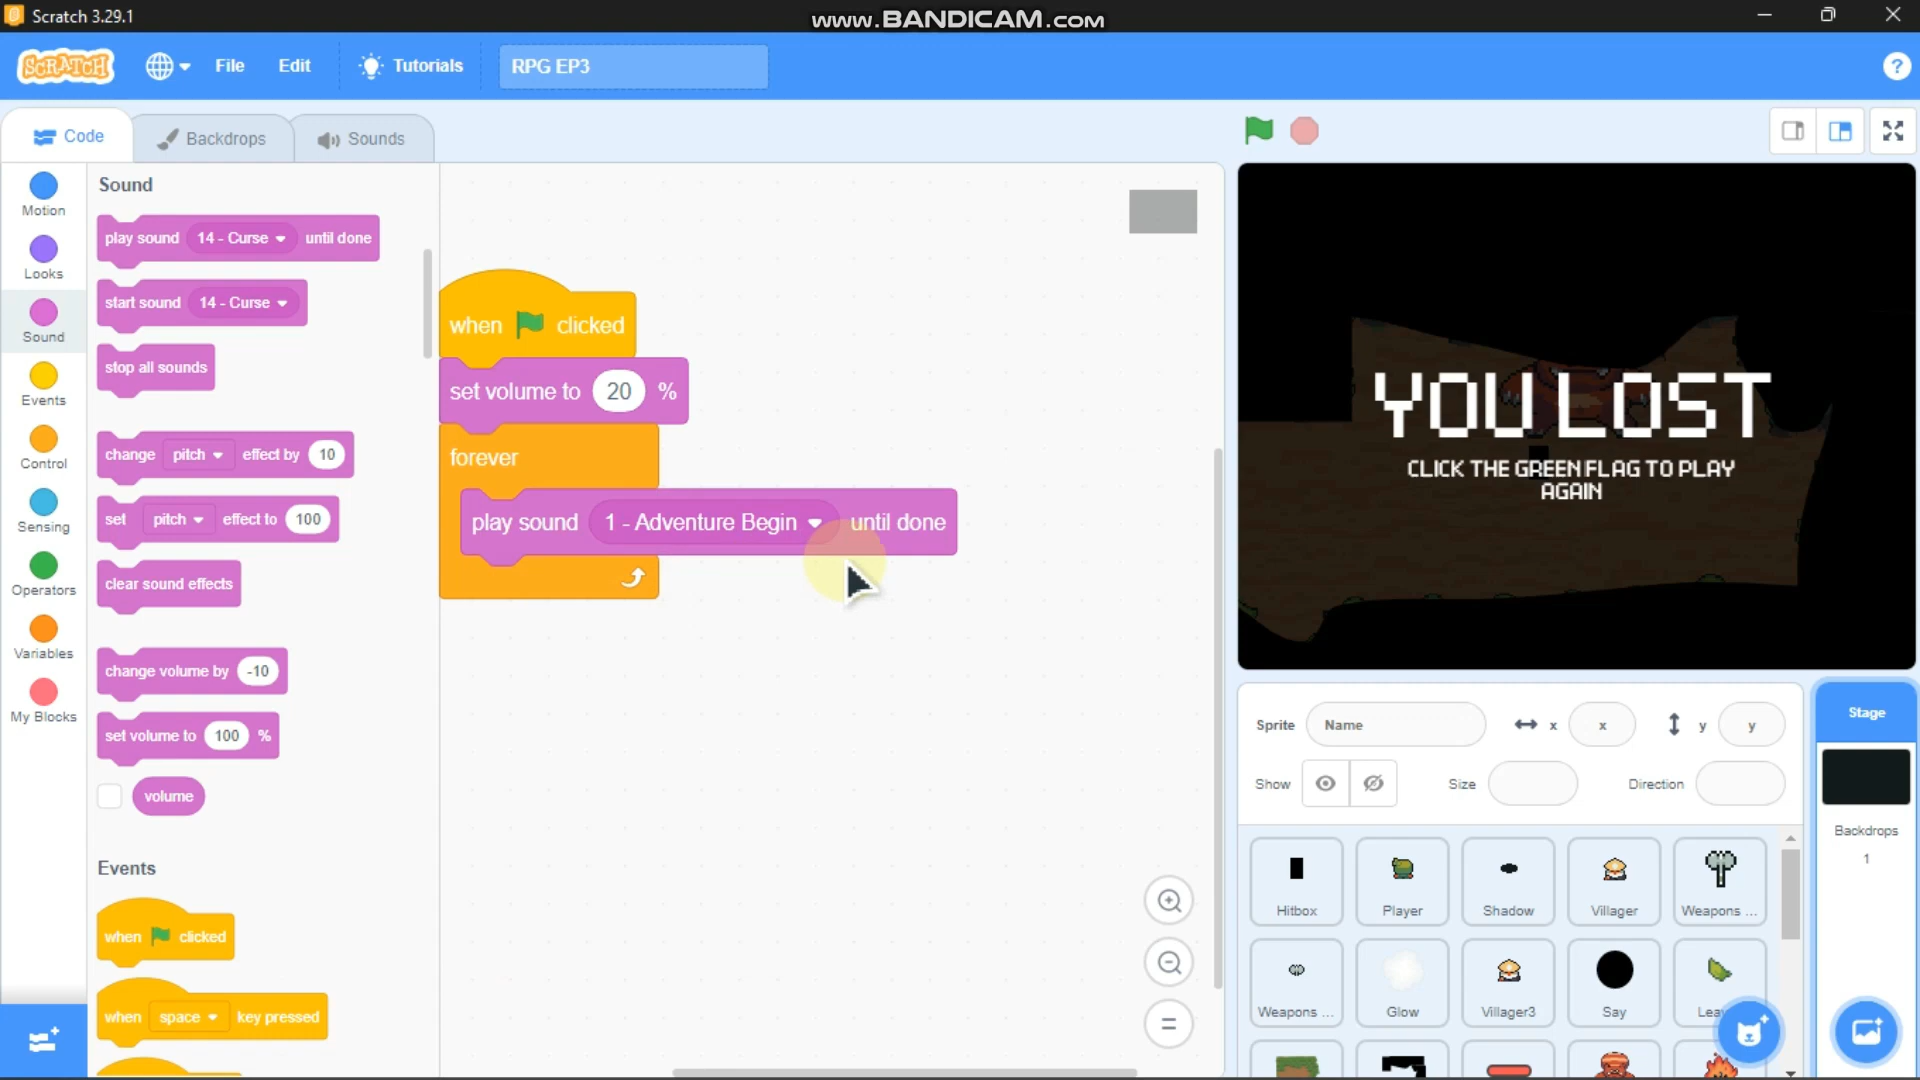 Scratch 3.29.1
www.BANDICAM.com
SCRATCH
File
Edit
Tutorials
RPG EP3
?
Code
Backdrops
Sounds
Motion
Looks
Sound
Events
Control
Sensing
Operators
Variables
My Blocks
Sound
play sound 14 - Curse until done
start sound 14 - Curse
stop all sounds
change pitch effect by 10
set pitch effect to 100
clear sound effects
change volume by -10
set volume to 100 %
volume
Events
when clicked
when space key pressed
when clicked
set volume to 20 %
forever
play sound 1 - Adventure Begin until done
YOU LOST
CLICK THE GREEN FLAG TO PLAY
AGAIN
Sprite Name x x y y
Show Size Direction
Hitbox
Player
Shadow
Villager
Weapons ...
Weapons ...
Glow
Villager3
Say
Stage
Backdrops
1